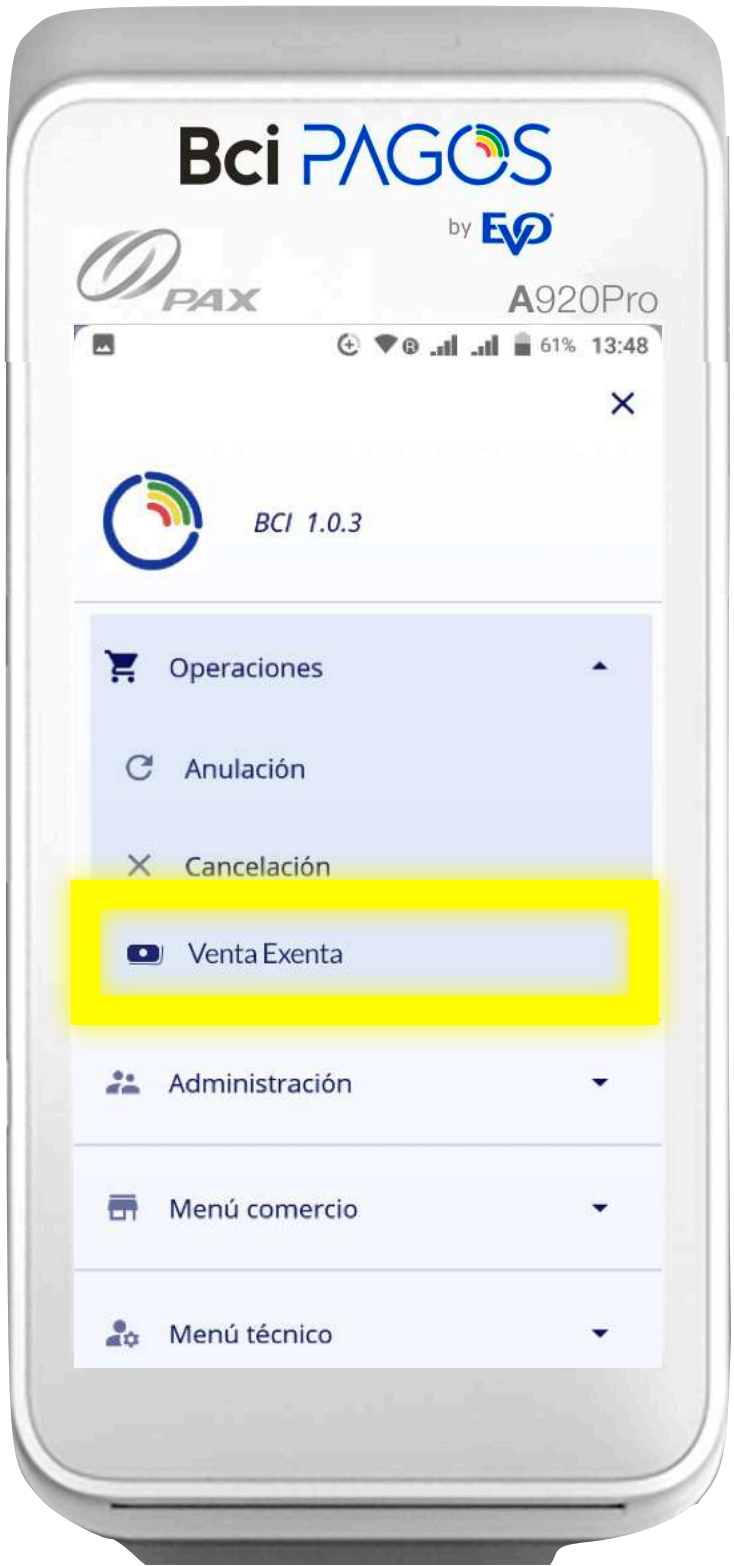 Bci PAGOS
by EVO
PAX
A920Pro
R 61% 13:48
BCI 1.0.3
Operaciones
Anulación
Cancelación
Venta Exenta
Administración
Menú comercio
Menú técnico